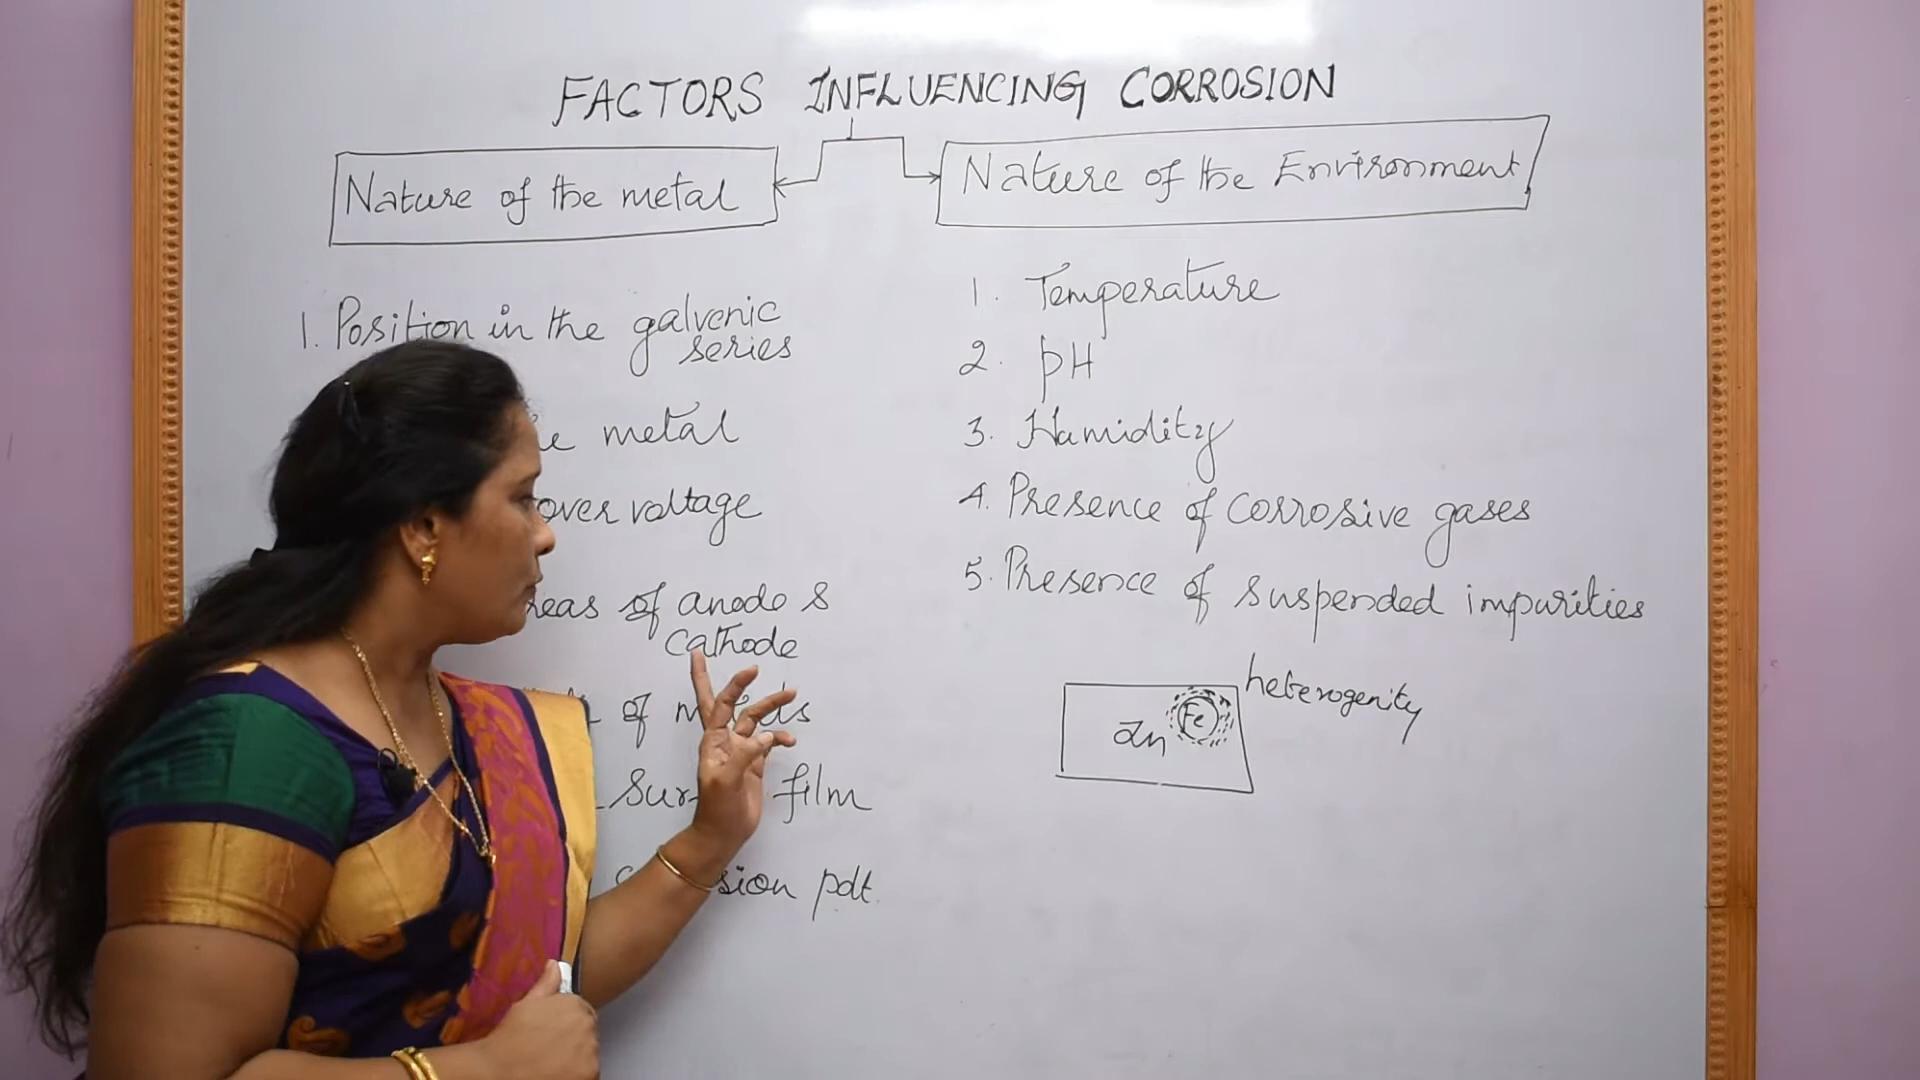 FACTORS INFLUENCING CORROSION
Nature of the metal
Nature of the Environment
1. Position in the galvenic
series
metal
over voltage
of anode &
cathode
of
film
pdt.
1. Temperature
2. pH
3. Humidity
4. Presence of corrosive gases
5. Presence of suspended impurities
heterogenity
Zn
Fe